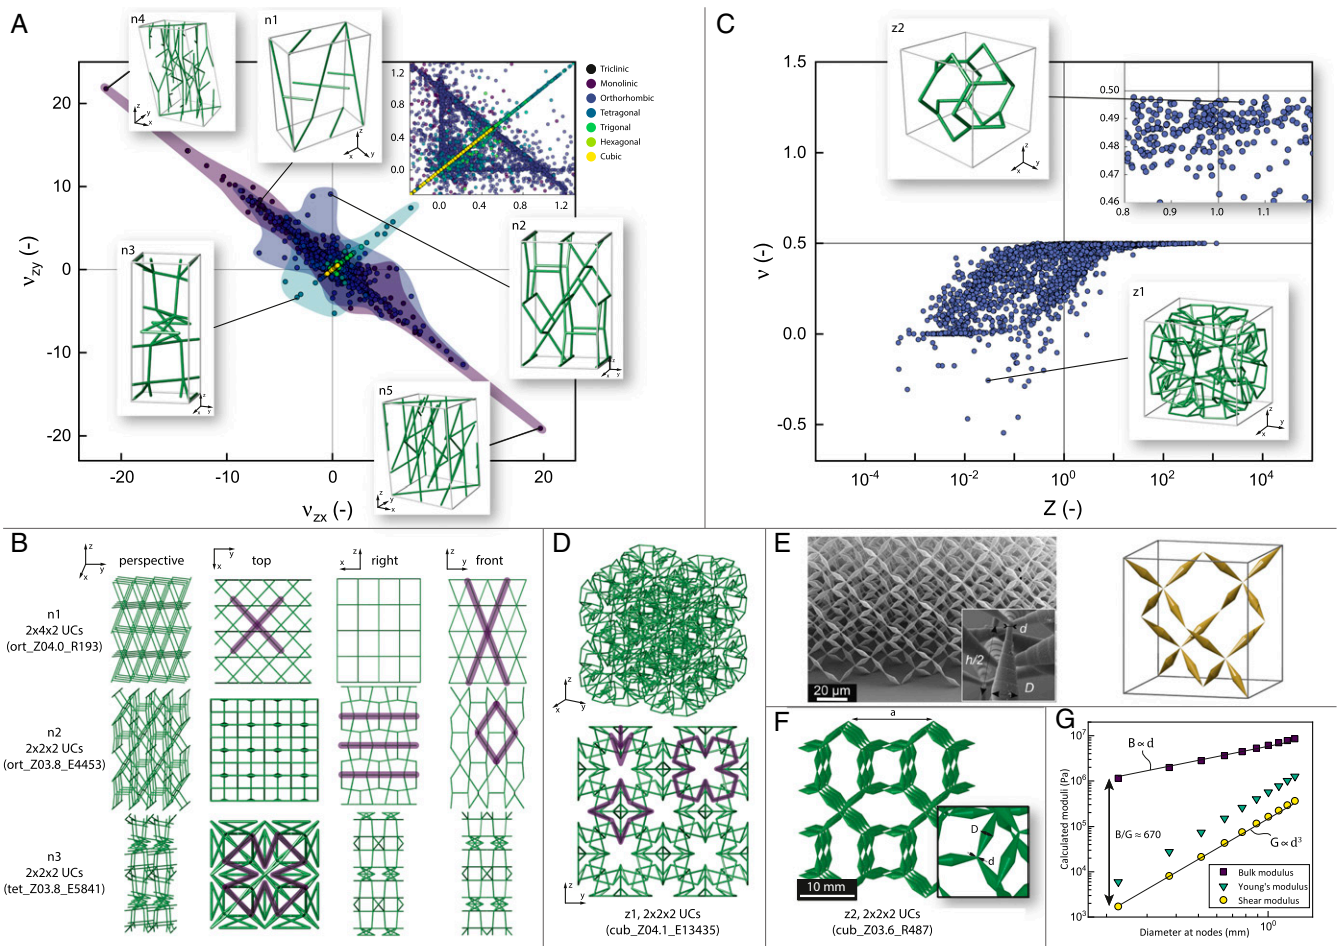 A
n4
n1
20
10
0
-10
-20
-20
-10
0
10
20
νzy (-)
νzx (-)
1.2
0.8
0.4
0.0
0.0
0.4
0.8
1.2
Triclinic
Monolinic
Orthorhombic
Tetragonal
Trigonal
Hexagonal
Cubic
n3
n2
n5
C
z2
1.5
1.0
0.5
0.0
-0.5
ν (-)
10-4
10-2
100
102
104
Z (-)
0.50
0.49
0.48
0.47
0.46
0.8
0.9
1.0
1.1
z1
B
perspective
top
right
front
n1
2x4x2 UCs
(ort_Z04.0_R193)
n2
2x2x2 UCs
(ort_Z03.8_E4453)
n3
2x2x2 UCs
(tet_Z03.8_E5841)
D
z1, 2x2x2 UCs
(cub_Z04.1_E13435)
E
20 µm
d
h/2
D
F
a
D
d
10 mm
z2, 2x2x2 UCs
(cub_Z03.6_R487)
G
Calculated moduli (Pa)
107
106
105
104
103
B∝d
B/G≈670
G∝d3
Bulk modulus
Young's modulus
Shear modulus
100
Diameter at nodes (mm)